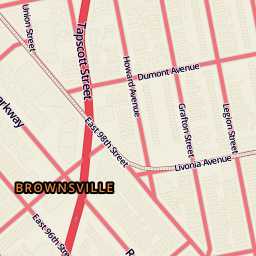 Union Street
Tapscott Street
Howard Avenue
Dumont Avenue
Grafton Street
Legion Street
East 98th Street
Livonia Avenue
BROWNSVILLE
East 96th Str